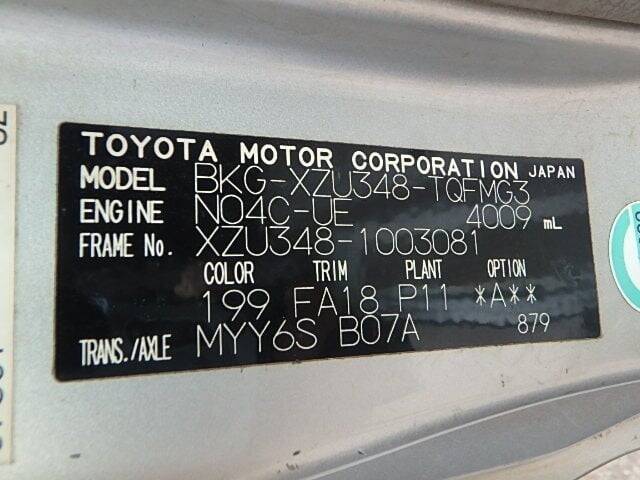 TOYOTA MOTOR CORPORATION JAPAN
MODEL BKG-XZU348-TQFMG3
ENGINE N04C-UE 4009 mL
FRAME No. XZU348-1003081
COLOR TRIM PLANT OPTION
199 FA18 P11 *A**
TRANS./AXLE MYY6S B07A 879